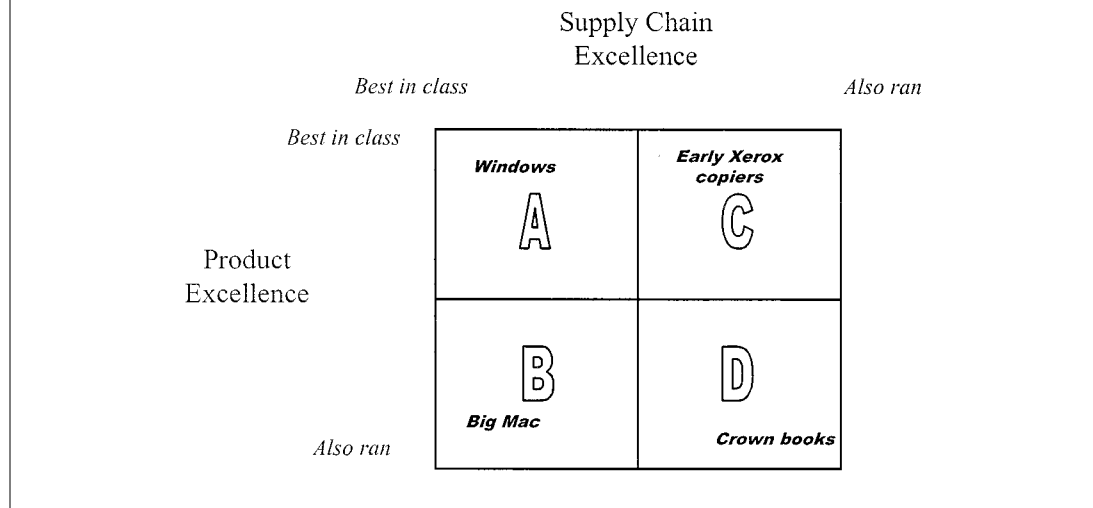 Supply Chain
Excellence
Best in class
Also ran
Best in class
Windows
Early Xerox
copiers
A
C
Product
Excellence
B
D
Big Mac
Crown books
Also ran